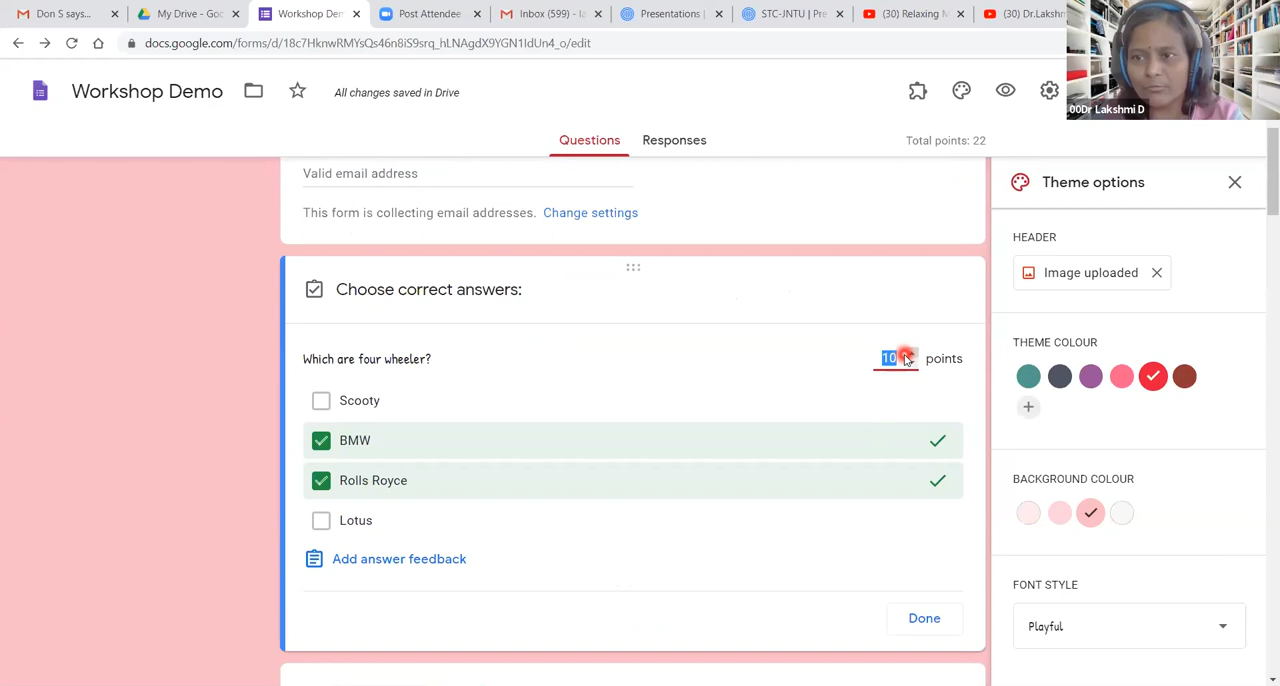 Don S says...
My Drive - Goo
Workshop Dem
Post Attendee
Inbox (599) - la
Presentations |
STC-JNTU | Pre
(30) Relaxing M
(30) Dr.Lakshm
docs.google.com/forms/d/18c7HknwRMYsQs46n8iS9srq_hLNAgdX9YGN1IdUn4_o/edit
Workshop Demo
All changes saved in Drive
00Dr Lakshmi D
Questions
Responses
Total points: 22
Valid email address
This form is collecting email addresses. Change settings
Theme options
HEADER
Image uploaded
Choose correct answers:
THEME COLOUR
Which are four wheeler?
10
points
Scooty
BMW
Rolls Royce
Lotus
BACKGROUND COLOUR
Add answer feedback
FONT STYLE
Done
Playful